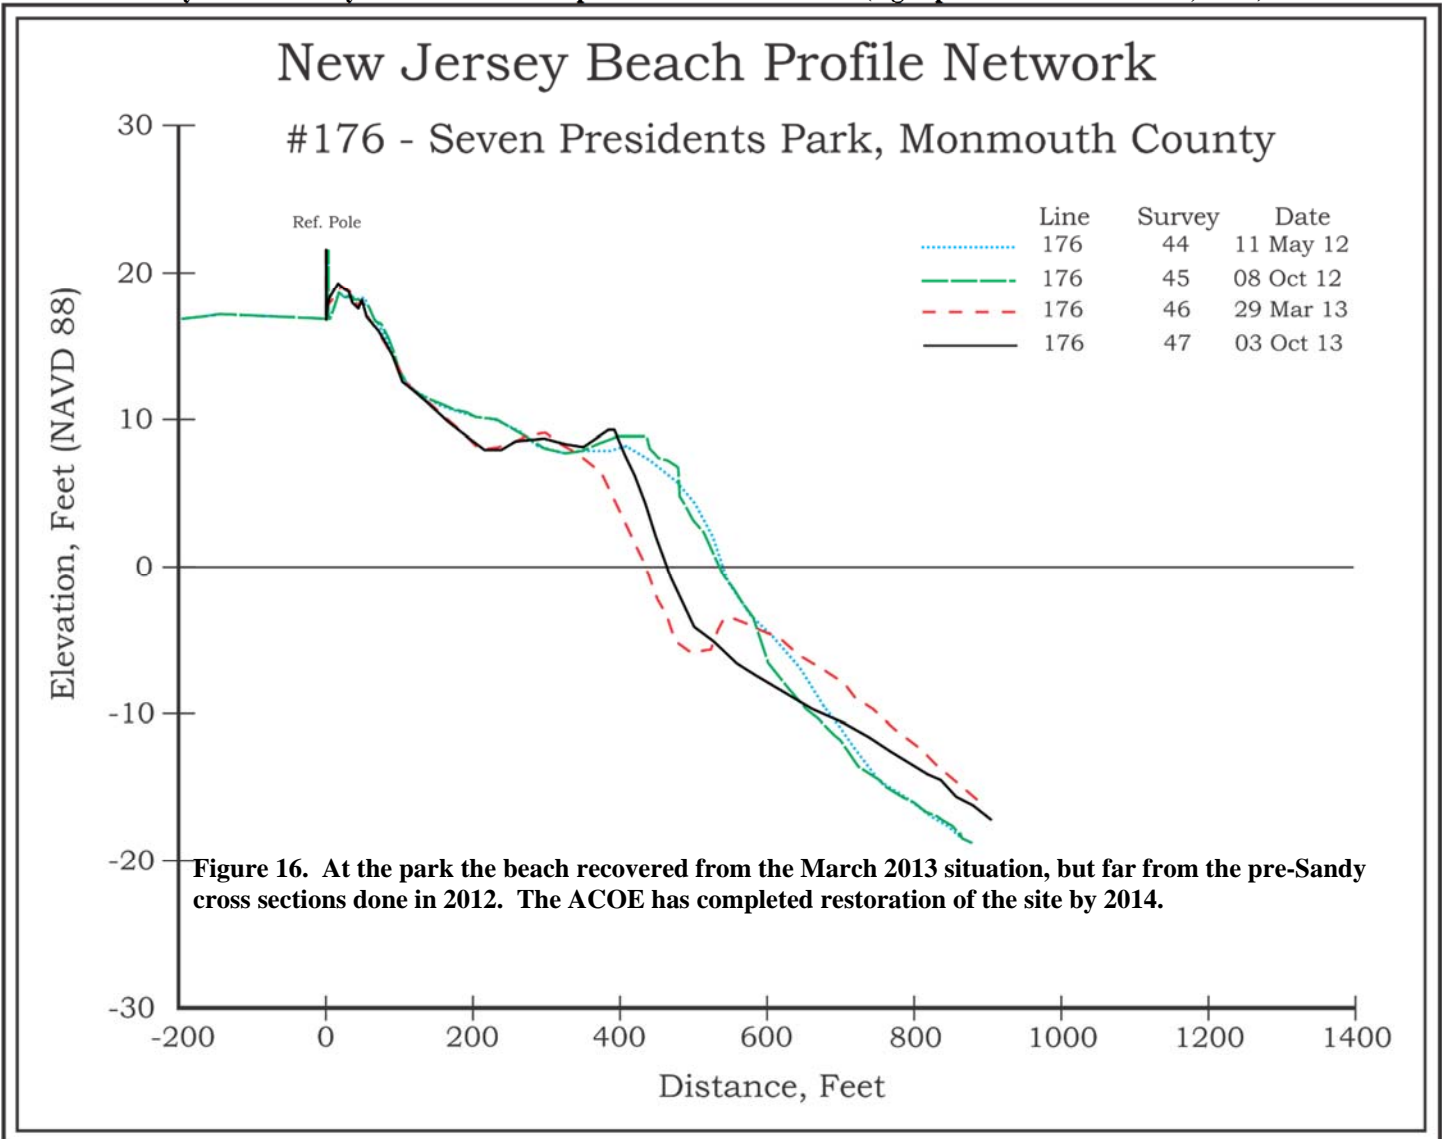 New Jersey Beach Profile Network
#176 - Seven Presidents Park, Monmouth County
Ref. Pole
Line Survey Date
176 44 11 May 12
176 45 08 Oct 12
176 46 29 Mar 13
176 47 03 Oct 13
Elevation, Feet (NAVD 88)
30
20
10
0
-10
-20
-30
Figure 16. At the park the beach recovered from the March 2013 situation, but far from the pre-Sandy
cross sections done in 2012. The ACOE has completed restoration of the site by 2014.
-200 0 200 400 600 800 1000 1200 1400
Distance, Feet